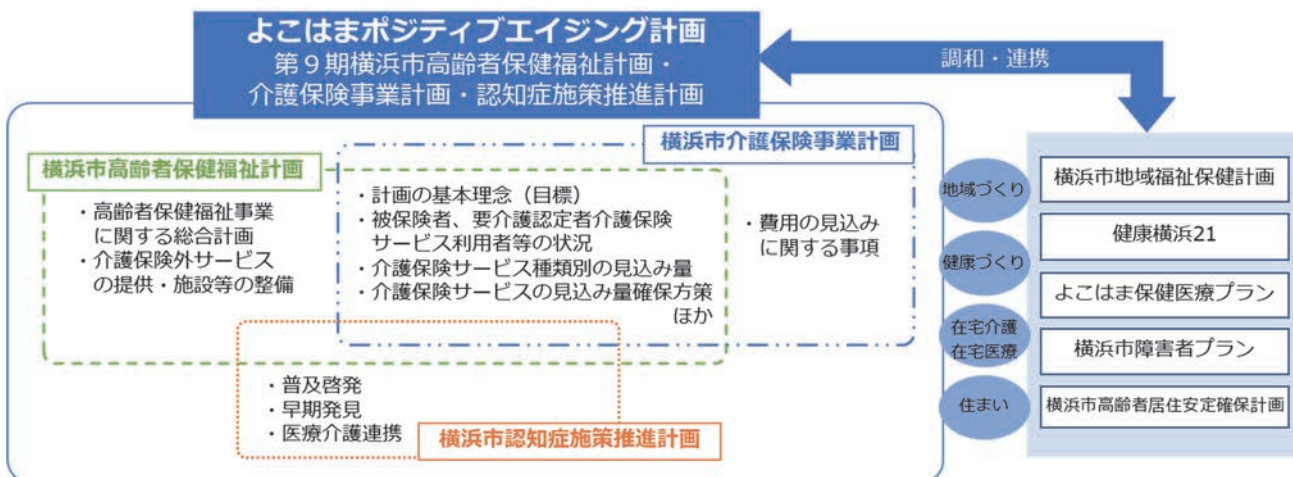 よこはまポジティブエイジング計画
第９期横浜市高齢者保健福祉計画・
介護保険事業計画・認知症施策推進計画
調和・連携
横浜市介護保険事業計画
横浜市高齢者保健福祉計画
・高齢者保健福祉事業
に関する総合計画
・介護保険外サービス
の提供・施設等の整備
・計画の基本理念（目標）
・被保険者、要介護認定者介護保険
サービス利用者等の状況
・介護保険サービス種類別の見込み量
・介護保険サービスの見込み量確保方策
ほか
・費用の見込み
に関する事項
・普及啓発
・早期発見
・医療介護連携
横浜市認知症施策推進計画
地域づくり
健康づくり
在宅介護
在宅医療
住まい
横浜市地域福祉保健計画
健康横浜21
よこはま保健医療プラン
横浜市障害者プラン
横浜市高齢者居住安定確保計画